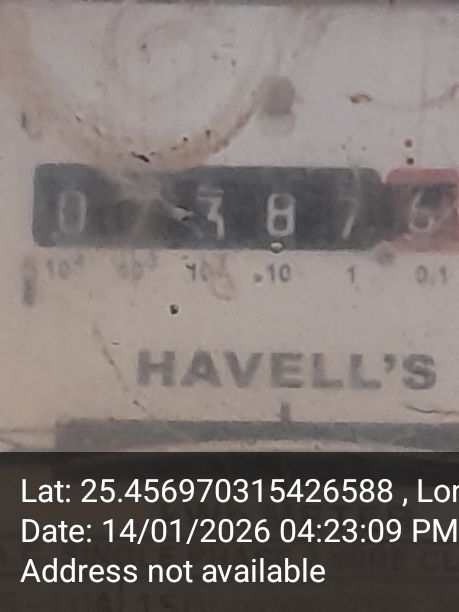 0 3 8 7 6
10⁴ 10³ 10² 10 1 0.1
HAVELL'S
Lat: 25.456970315426588 , Lon
Date: 14/01/2026 04:23:09 PM
Address not available